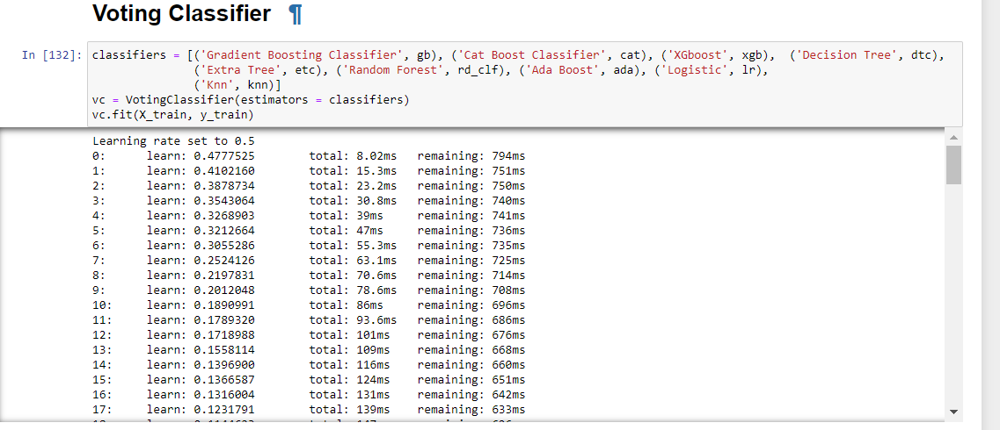 Voting Classifier ¶
In [132]: classifiers = [('Gradient Boosting Classifier', gb), ('Cat Boost Classifier', cat), ('XGboost', xgb),  ('Decision Tree', dtc),
('Extra Tree', etc), ('Random Forest', rd_clf), ('Ada Boost', ada), ('Logistic', lr),
('Knn', knn)]
vc = VotingClassifier(estimators = classifiers)
vc.fit(X_train, y_train)
Learning rate set to 0.5
0: learn: 0.4777525 total: 8.02ms remaining: 794ms
1: learn: 0.4102160 total: 15.3ms remaining: 751ms
2: learn: 0.3878734 total: 23.2ms remaining: 750ms
3: learn: 0.3543064 total: 30.8ms remaining: 740ms
4: learn: 0.3268903 total: 39ms remaining: 741ms
5: learn: 0.3212664 total: 47ms remaining: 736ms
6: learn: 0.3055286 total: 55.3ms remaining: 735ms
7: learn: 0.2524126 total: 63.1ms remaining: 725ms
8: learn: 0.2197831 total: 70.6ms remaining: 714ms
9: learn: 0.2012048 total: 78.6ms remaining: 708ms
10: learn: 0.1890991 total: 86ms remaining: 696ms
11: learn: 0.1789320 total: 93.6ms remaining: 686ms
12: learn: 0.1718988 total: 101ms remaining: 676ms
13: learn: 0.1558114 total: 109ms remaining: 668ms
14: learn: 0.1396900 total: 116ms remaining: 660ms
15: learn: 0.1366587 total: 124ms remaining: 651ms
16: learn: 0.1316004 total: 131ms remaining: 642ms
17: learn: 0.1231791 total: 139ms remaining: 633ms